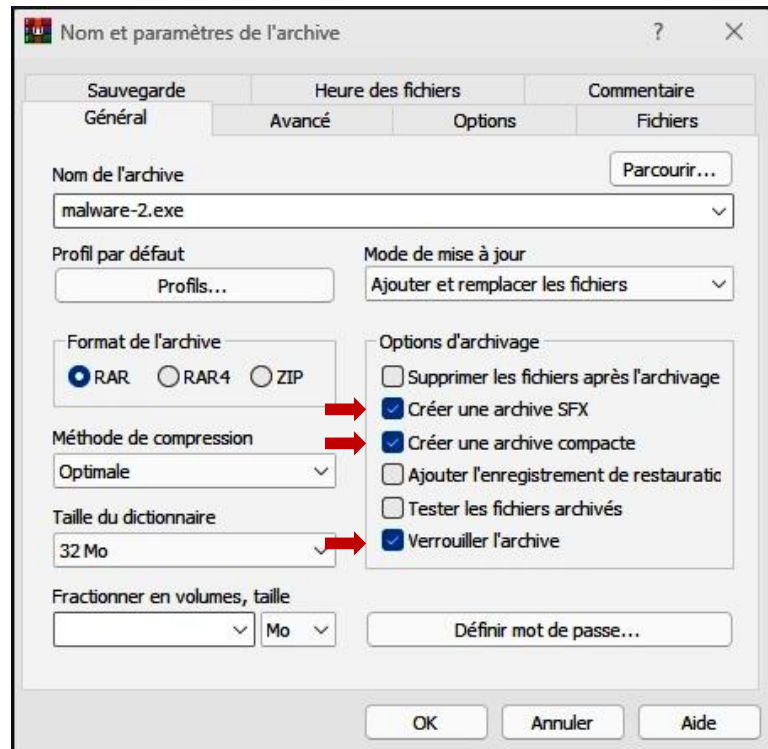 Nom et paramètres de l'archive
Sauvegarde Heure des fichiers Commentaire
Général Avancé Options Fichiers
Nom de l'archive Parcourir...
malware-2.exe
Profil par défaut Mode de mise à jour
Profils... Ajouter et remplacer les fichiers
Format de l'archive Options d'archivage
RAR RAR4 ZIP Supprimer les fichiers après l'archivage
Créer une archive SFX
Méthode de compression Créer une archive compacte
Optimale Ajouter l'enregistrement de restauratio
Taille du dictionnaire Tester les fichiers archivés
32 Mo Verrouiller l'archive
Fractionner en volumes, taille
Mo Définir mot de passe...
OK Annuler Aide